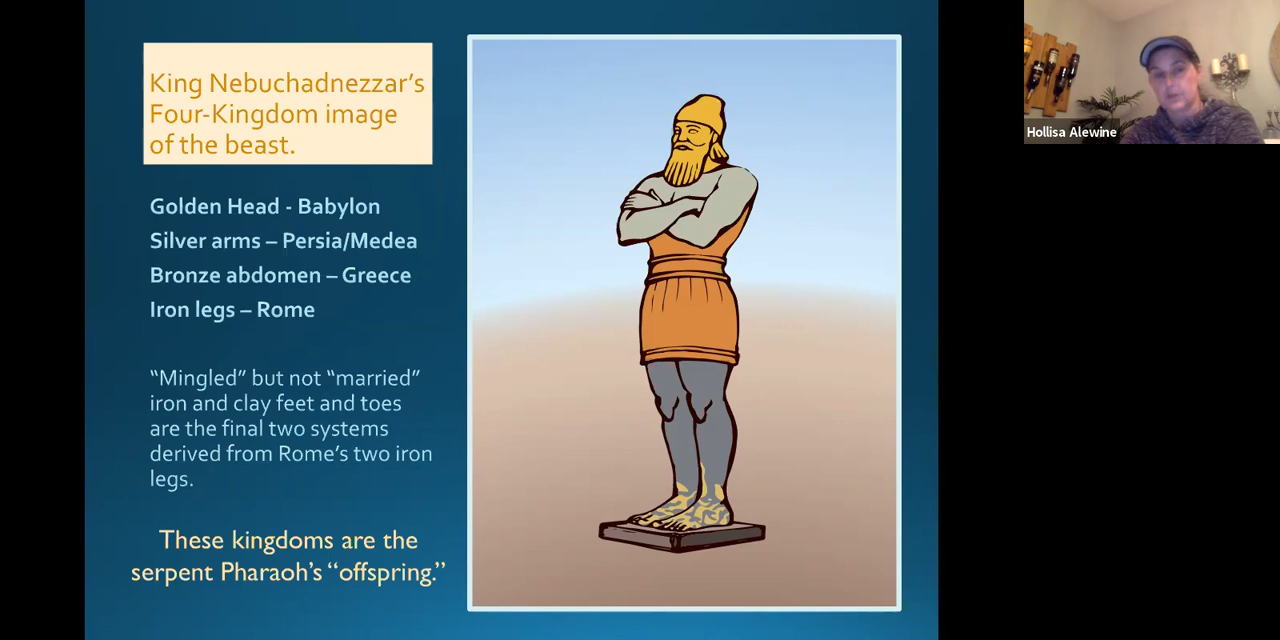 King Nebuchadnezzar’s
Four-Kingdom image
of the beast.
Golden Head - Babylon
Silver arms – Persia/Medea
Bronze abdomen – Greece
Iron legs – Rome
“Mingled” but not “married”
iron and clay feet and toes
are the final two systems
derived from Rome’s two iron
legs.
These kingdoms are the
serpent Pharaoh’s “offspring.”
Hollisa Alewine